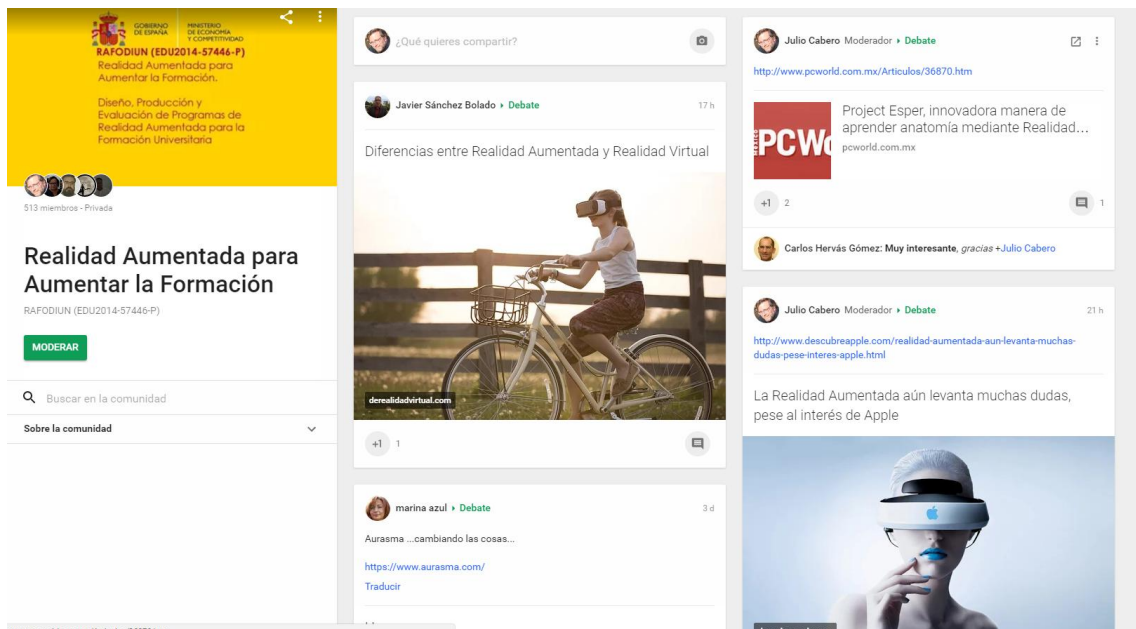 GOBIERNO
DE ESPAÑA
MINISTERIO
DE ECONOMÍA
Y COMPETITIVIDAD
RAFODIUN (EDU2014-57446-P)
Realidad Aumentada para
Aumentar la Formación.
Diseño, Producción y
Evaluación de Programas de
Realidad Aumentada para la
Formación Universitaria
513 miembros - Privada
Realidad Aumentada para
Aumentar la Formación
RAFODIUN (EDU2014-57446-P)
MODERAR
Buscar en la comunidad
Sobre la comunidad
¿Qué quieres compartir?
Javier Sánchez Bolado ▸ Debate 17 h
Diferencias entre Realidad Aumentada y Realidad Virtual
derealidadvirtual.com
+1 1
marina azul ▸ Debate 3 d
Aurasma ...cambiando las cosas...
https://www.aurasma.com/
Traducir
Julio Cabero Moderador ▸ Debate
http://www.pcworld.com.mx/Articulos/36870.htm
MÉXICO
PCWo
Project Esper, innovadora manera de
aprender anatomía mediante Realidad...
pcworld.com.mx
+1 2 1
Carlos Hervás Gómez: Muy interesante, gracias +Julio Cabero
Julio Cabero Moderador ▸ Debate 21 h
http://www.descubreapple.com/realidad-aumentada-aun-levanta-muchas-
dudas-pese-interes-apple.html
La Realidad Aumentada aún levanta muchas dudas,
pese al interés de Apple